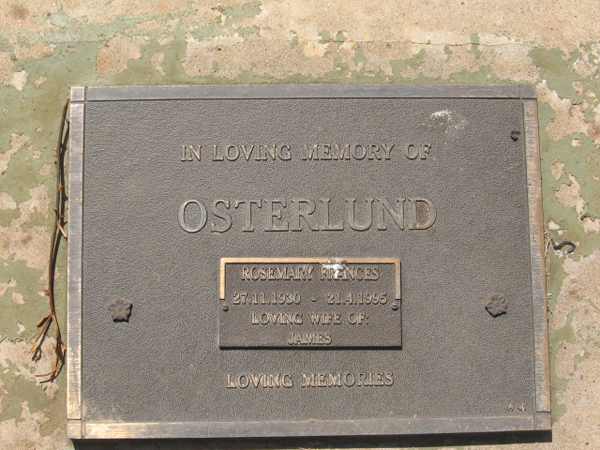 IN LOVING MEMORY OF
OSTERLUND
ROSEMARY FRANCES
27.11.1930 - 21.4.1995
LOVING WIFE OF
JAMES
LOVING MEMORIES